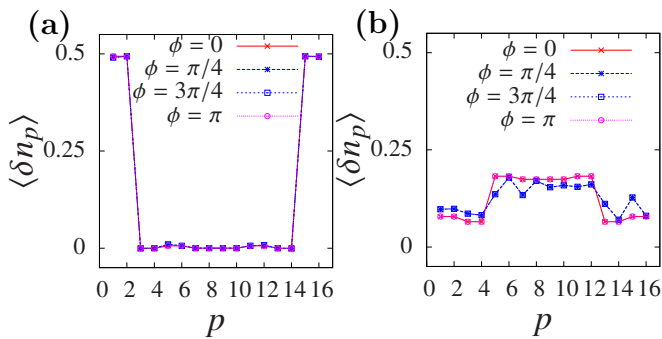 (a)
0.5
0.25
0
⟨δn_p⟩
ϕ = 0
ϕ = π/4
ϕ = 3π/4
ϕ = π
0 2 4 6 8 10 12 14 16
p
(b)
0.5
0.25
0
⟨δn_p⟩
ϕ = 0
ϕ = π/4
ϕ = 3π/4
ϕ = π
0 2 4 6 8 10 12 14 16
p